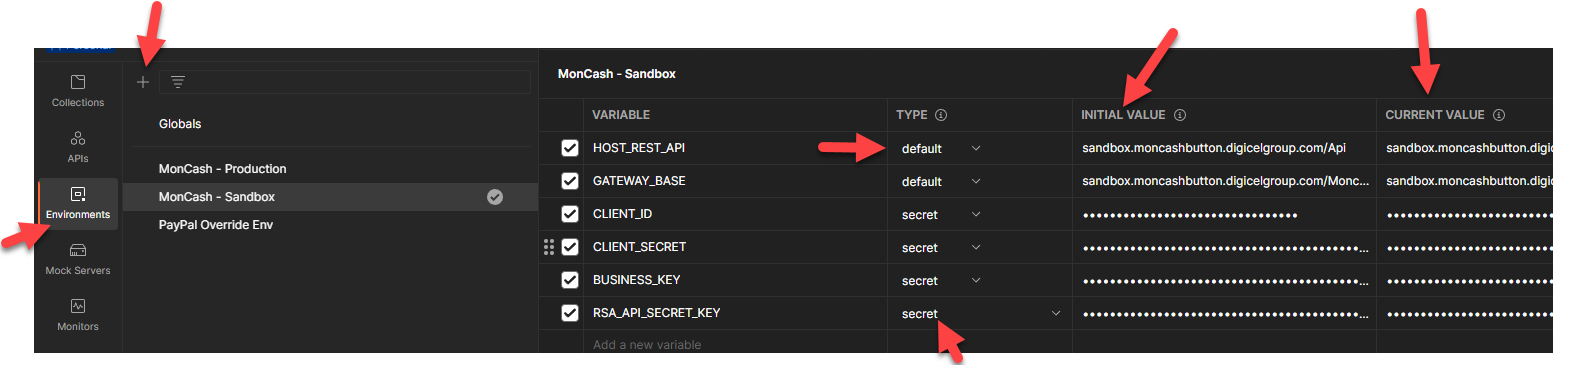 Collections
APIs
Environments
Mock Servers
Monitors
Globals
MonCash - Production
MonCash - Sandbox
PayPal Override Env
MonCash - Sandbox
VARIABLE TYPE INITIAL VALUE CURRENT VALUE
HOST_REST_API default sandbox.moncashbutton.digicelgroup.com/Api sandbox.moncashbutton.digi
GATEWAY_BASE default sandbox.moncashbutton.digicelgroup.com/Monc... sandbox.moncashbutton.digi
CLIENT_ID secret
CLIENT_SECRET secret
BUSINESS_KEY secret
RSA_API_SECRET_KEY secret
Add a new variable